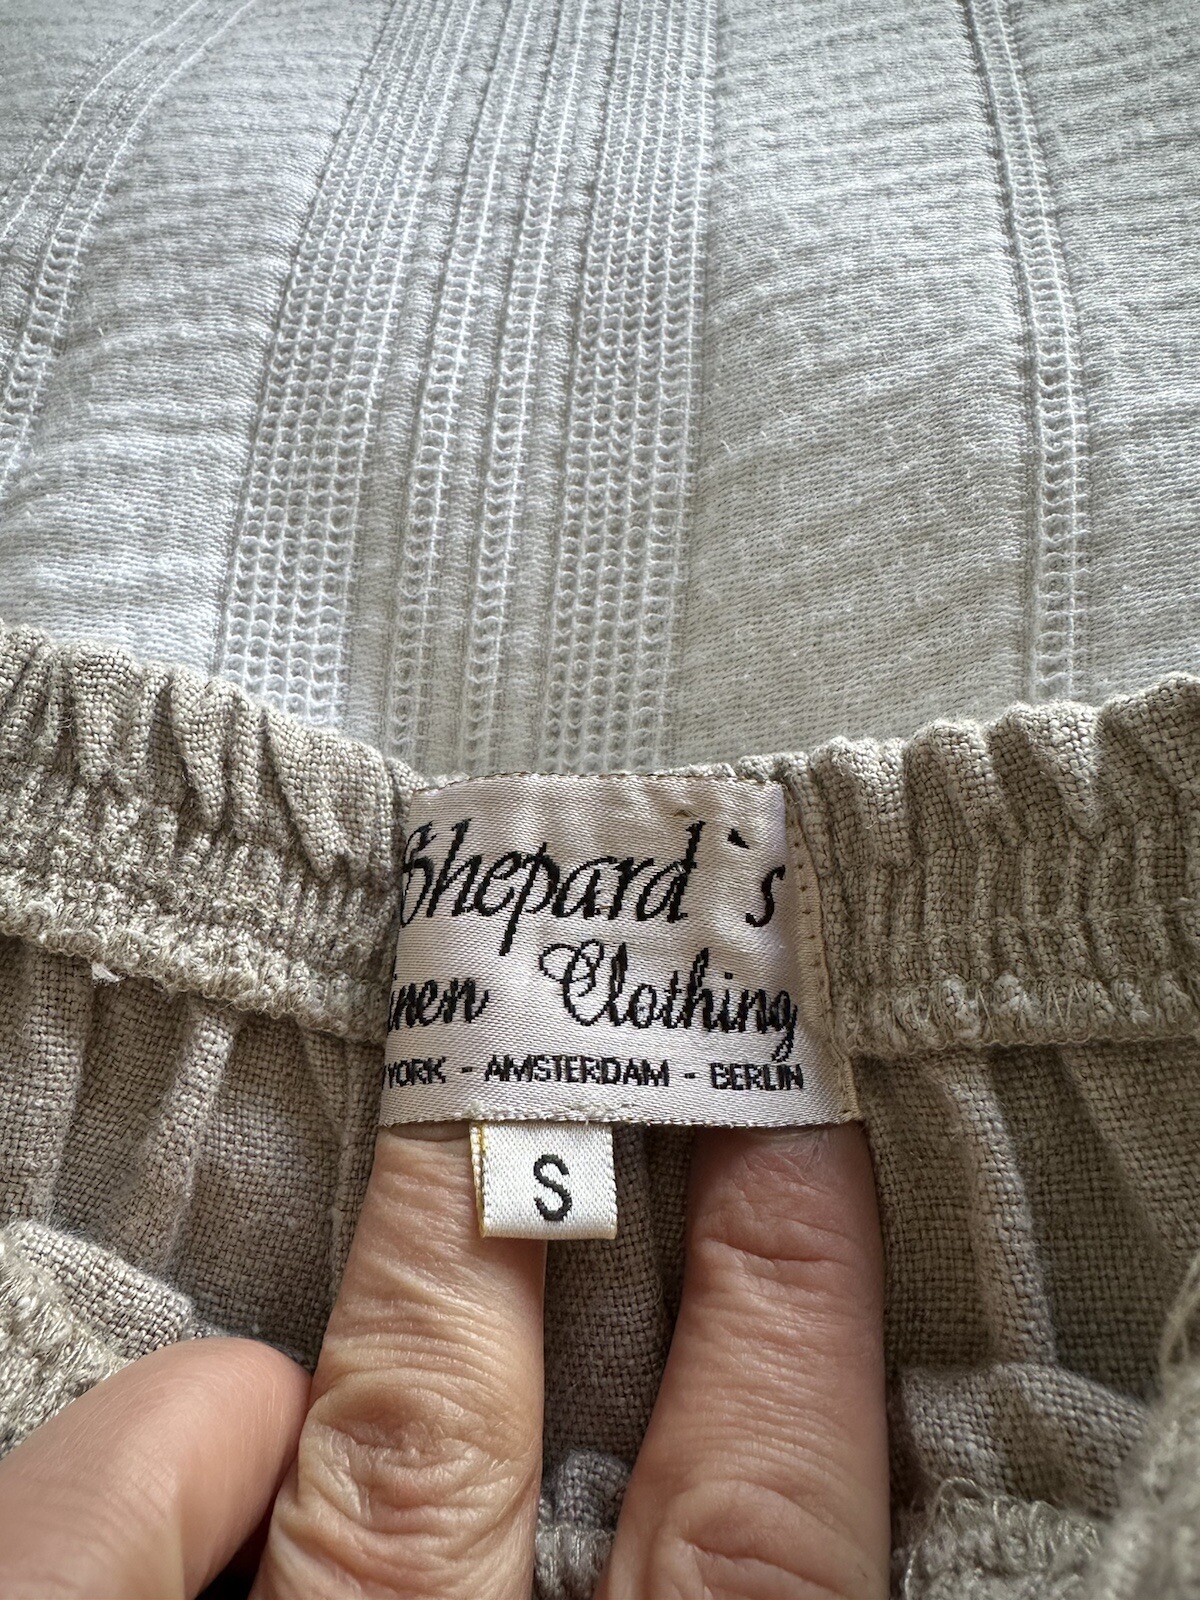 Shepard`s
inen Clothing
YORK - AMSTERDAM - BERLIN
S